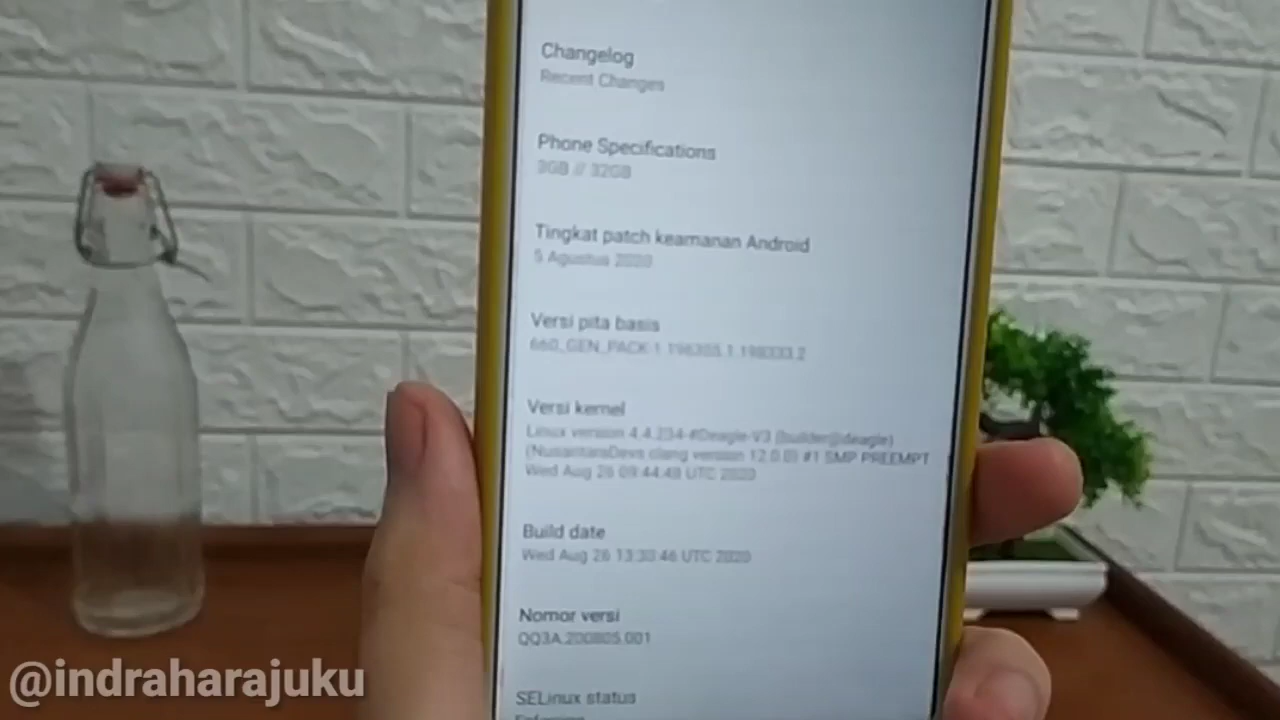 Changelog
Recent Changes
Phone Specifications
3GB // 32GB
Tingkat patch keamanan Android
5 Agustus 2020
Versi pita basis
660_GEN_PACK-1.196305.1.198333.2
Versi kernel
Linux version 4.4.234-#Deagle-V3 (builder@deagle)
(NusantaraDevs clang version 12.0.0) #1 SMP PREEMPT
Wed Aug 26 09:44:48 UTC 2020
Build date
Wed Aug 26 13:30:46 UTC 2020
Nomor versi
QQ3A.200805.001
SELinux status
@indraharajuku